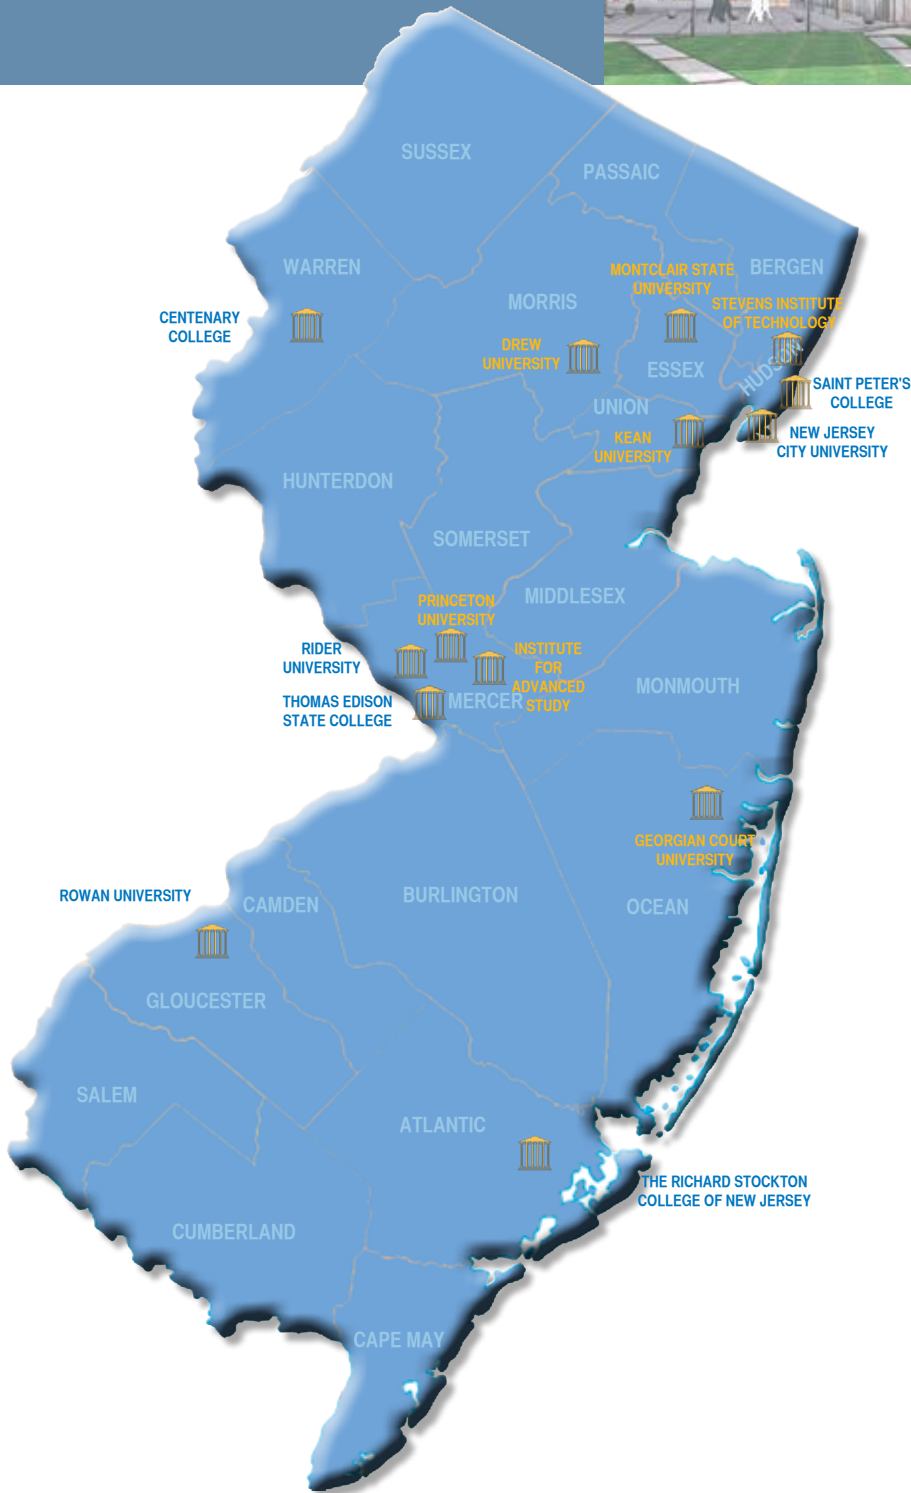 SUSSEX
PASSAIC
WARREN
BERGEN
MONTCLAIR STATE
UNIVERSITY
MORRIS
STEVENS INSTITUTE
OF TECHNOLOGY
CENTENARY
COLLEGE
DREW
UNIVERSITY
ESSEX
HUDSON
SAINT PETER'S
COLLEGE
UNION
KEAN
UNIVERSITY
NEW JERSEY
CITY UNIVERSITY
HUNTERDON
SOMERSET
MIDDLESEX
PRINCETON
UNIVERSITY
RIDER
UNIVERSITY
INSTITUTE
FOR
ADVANCED
STUDY
MONMOUTH
THOMAS EDISON
STATE COLLEGE
MERCER
GEORGIAN COURT
UNIVERSITY
ROWAN UNIVERSITY
CAMDEN
BURLINGTON
OCEAN
GLOUCESTER
SALEM
ATLANTIC
THE RICHARD STOCKTON
COLLEGE OF NEW JERSEY
CUMBERLAND
CAPE MAY